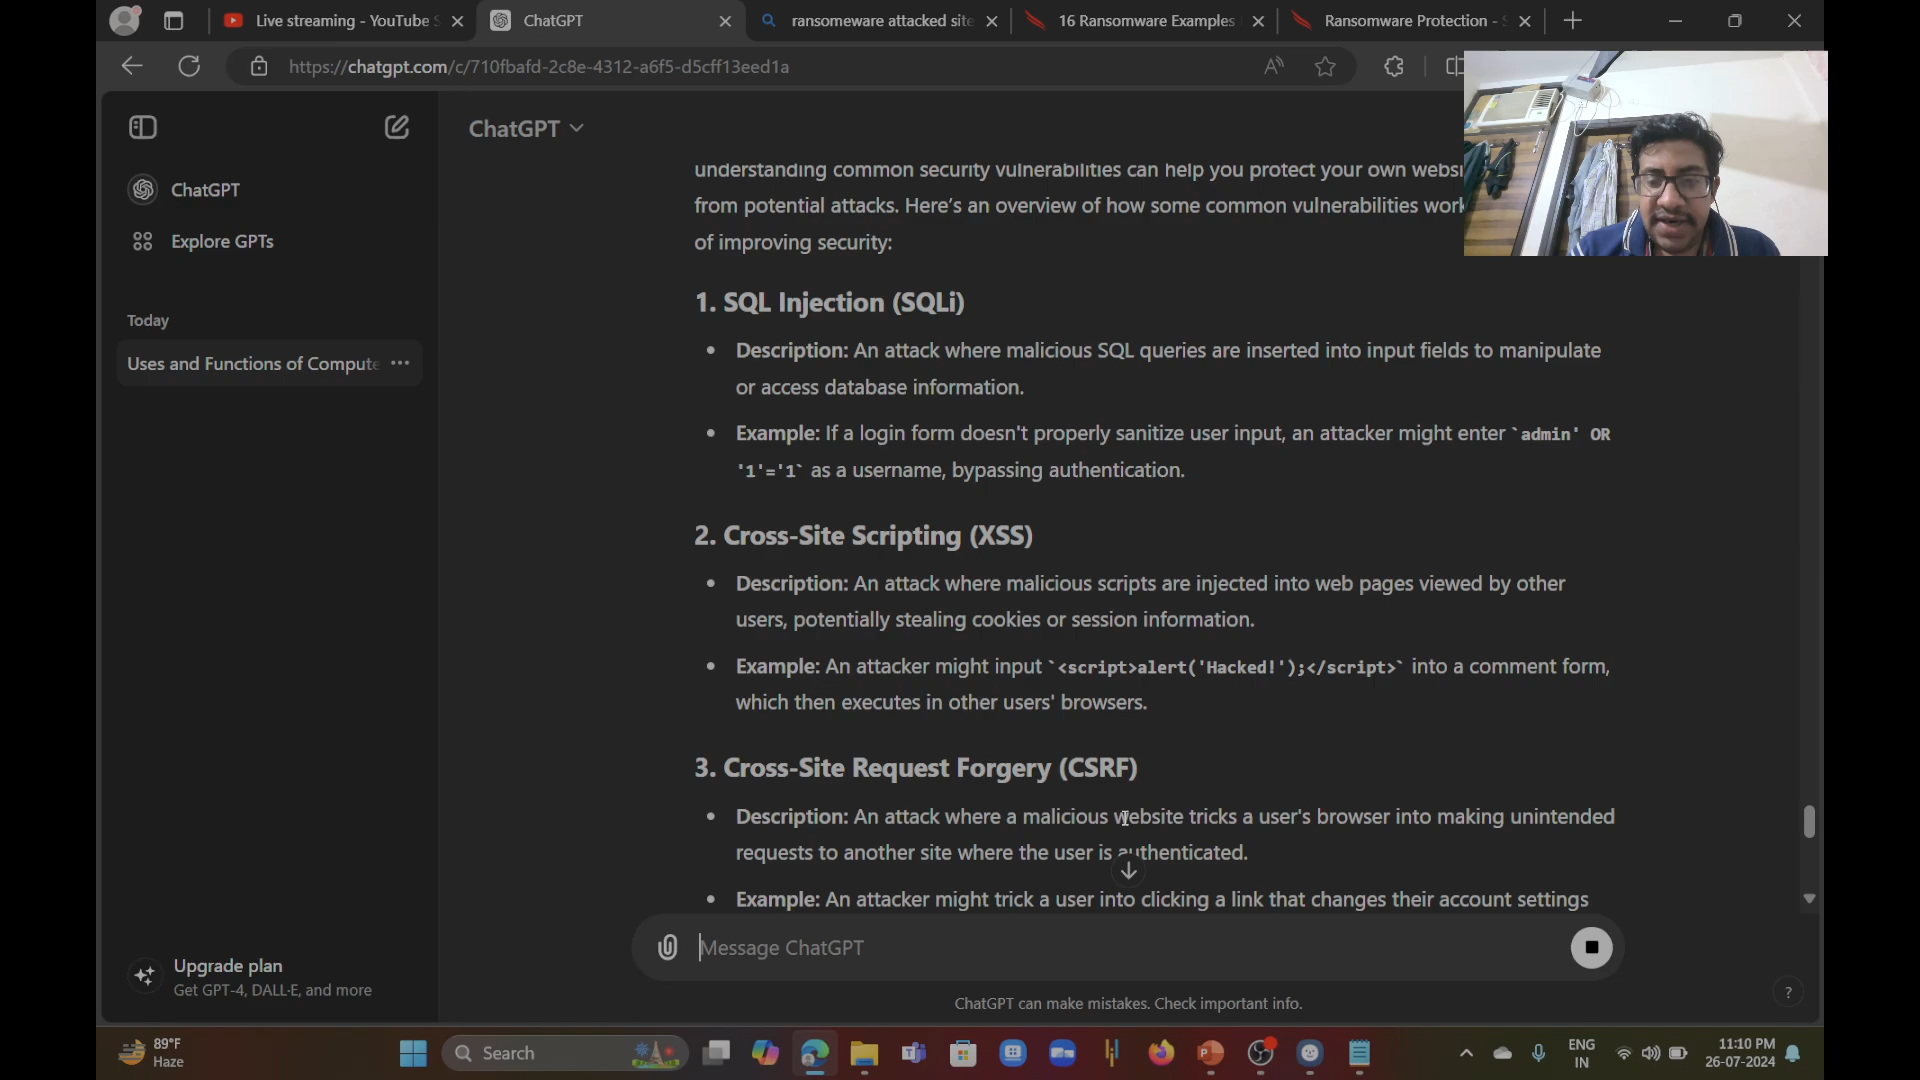 Live streaming - YouTube S
ChatGPT
ransomeware attacked site
16 Ransomware Examples
Ransomware Protection - S
https://chatgpt.com/c/710fbafd-2c8e-4312-a6f5-d5cff13eed1a
ChatGPT
ChatGPT
Explore GPTs
Today
Uses and Functions of Compute
understanding common security vulnerabilities can help you protect your own websi
from potential attacks. Here's an overview of how some common vulnerabilities work
of improving security:
1. SQL Injection (SQLi)
Description: An attack where malicious SQL queries are inserted into input fields to manipulate
or access database information.
Example: If a login form doesn't properly sanitize user input, an attacker might enter `admin' OR
'1'='1` as a username, bypassing authentication.
2. Cross-Site Scripting (XSS)
Description: An attack where malicious scripts are injected into web pages viewed by other
users, potentially stealing cookies or session information.
Example: An attacker might input `<script>alert('Hacked!');</script>` into a comment form,
which then executes in other users' browsers.
3. Cross-Site Request Forgery (CSRF)
Description: An attack where a malicious website tricks a user's browser into making unintended
requests to another site where the user is authenticated.
Example: An attacker might trick a user into clicking a link that changes their account settings
Message ChatGPT
Upgrade plan
Get GPT-4, DALL·E, and more
ChatGPT can make mistakes. Check important info.
?
89°F
Haze
Search
ENG
IN
11:10 PM
26-07-2024